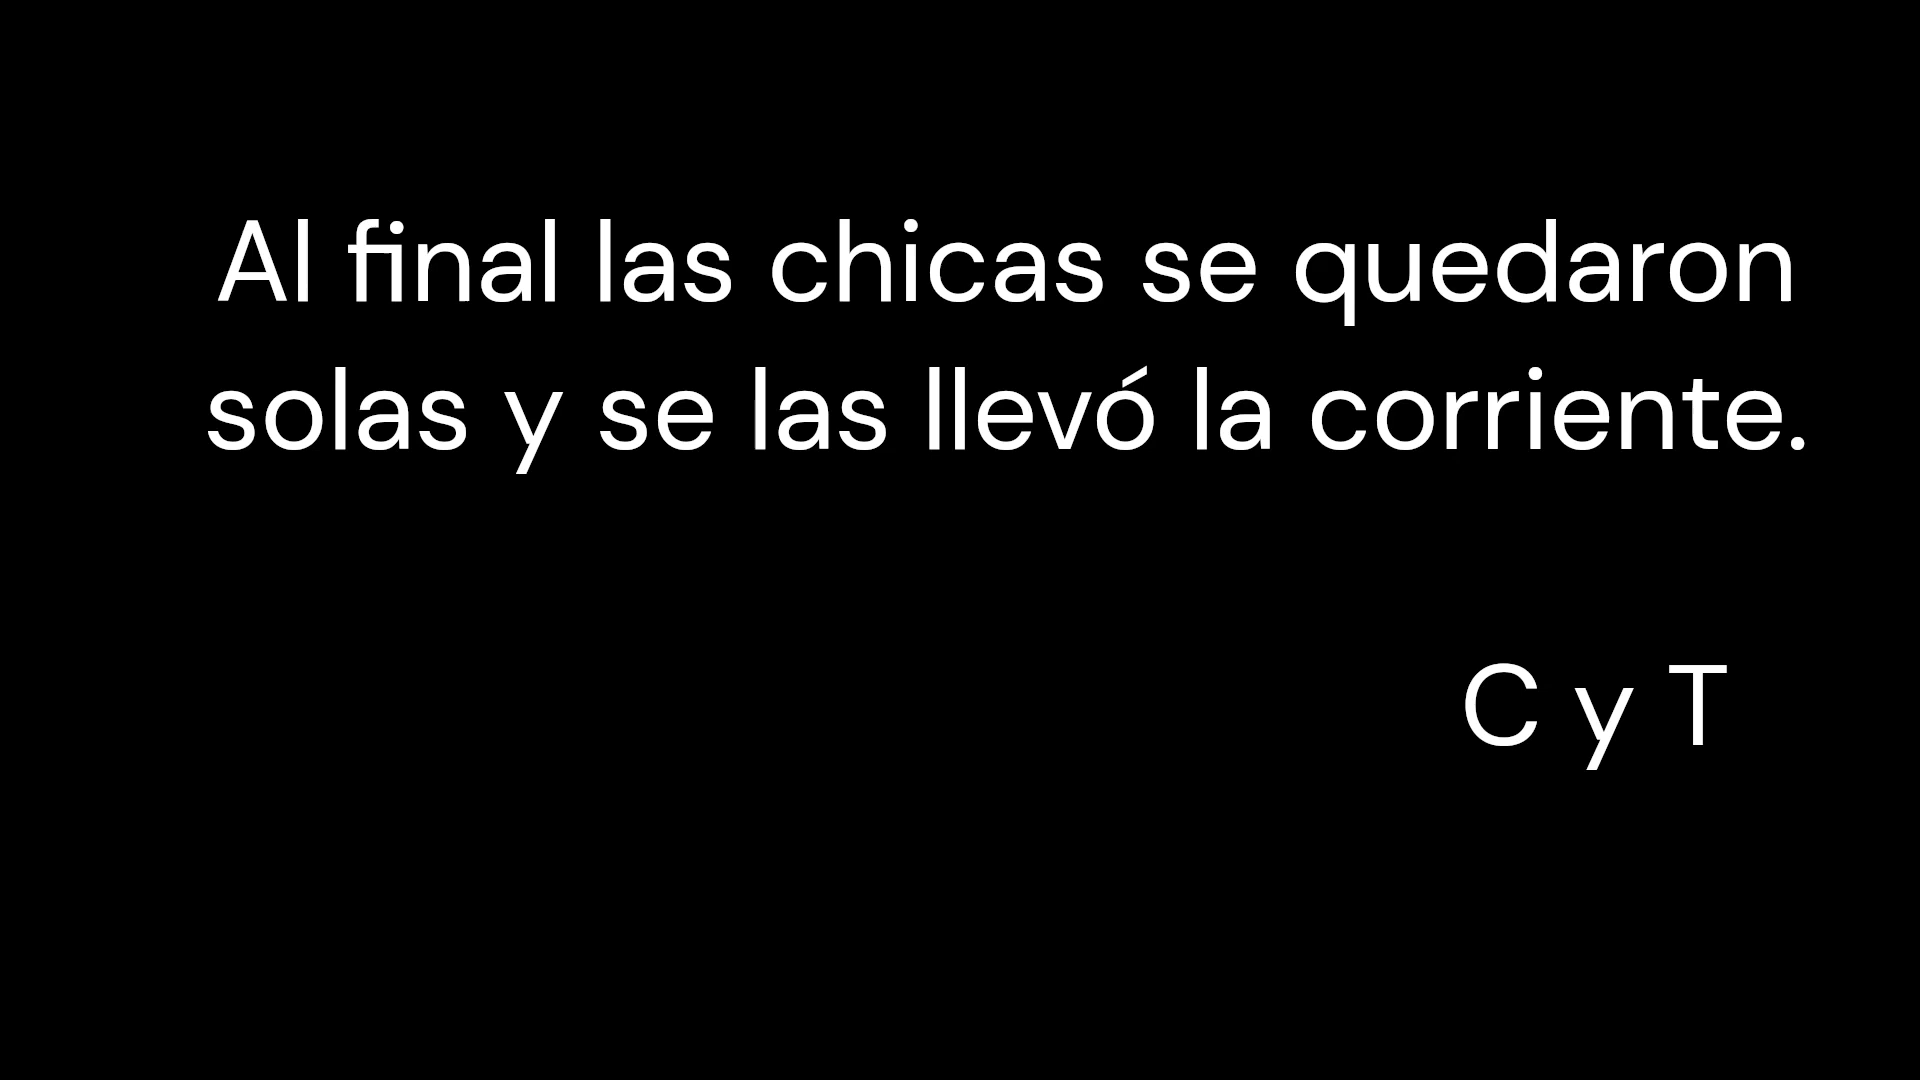 Al final las chicas se quedaron
solas y se las llevó la corriente.
C y T